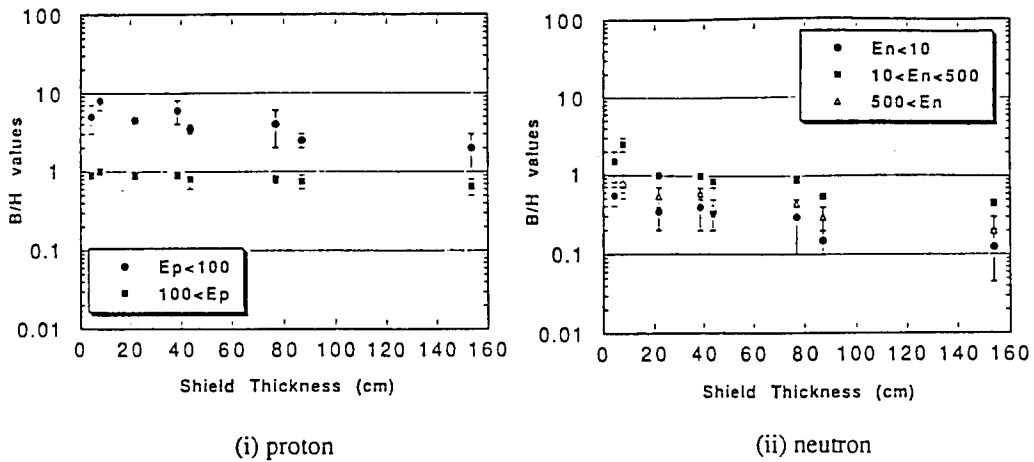 100
10
1
0.1
0.01
B/H values
Ep<100
100<Ep
0 20 40 60 80 100 120 140 160
Shield Thickness (cm)
(i) proton
100
10
1
0.1
0.01
B/H values
En<10
10<En<500
500<En
0 20 40 60 80 100 120 140 160
Shield Thickness (cm)
(ii) neutron